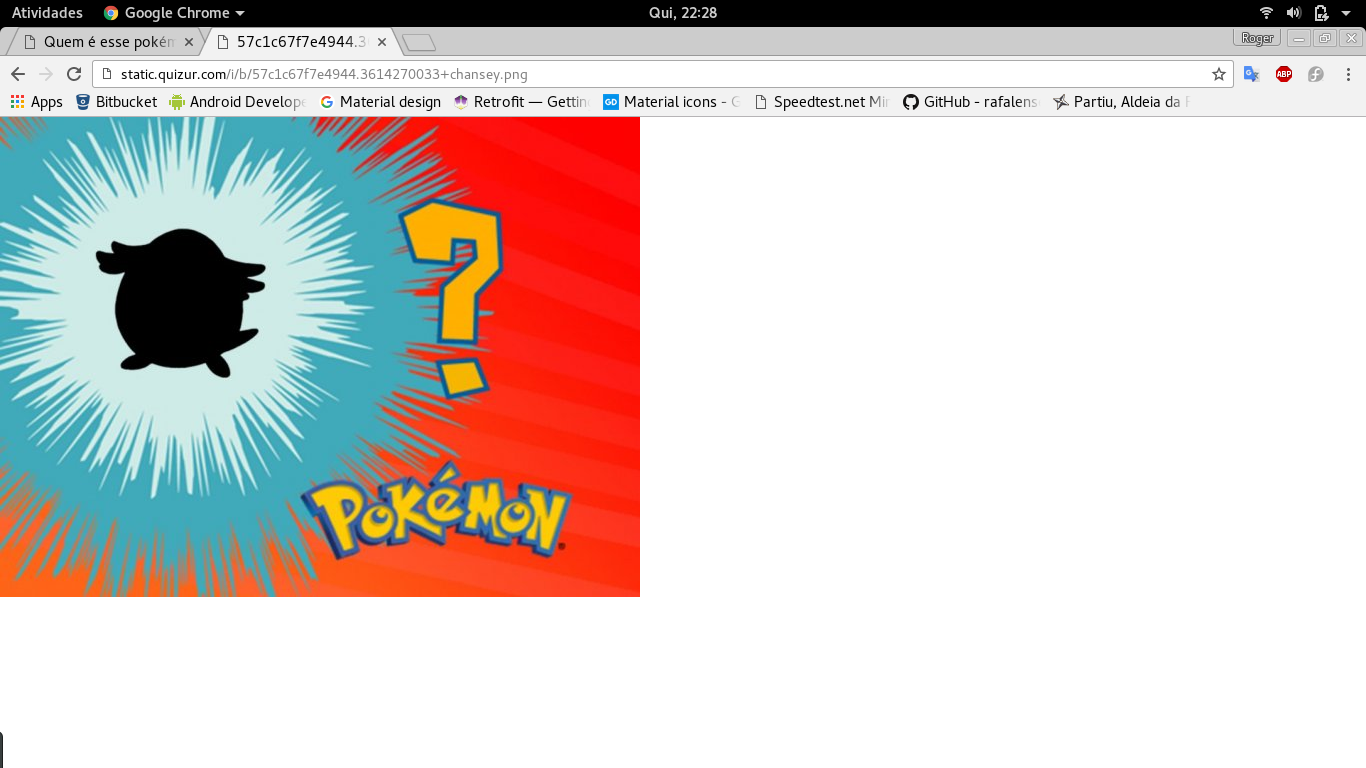 Atividades Google Chrome Qui, 22:28
Quem é esse pokém 57c1c67f7e4944.3 Roger
static.quizur.com/i/b/57c1c67f7e4944.3614270033+chansey.png ABP
Apps Bitbucket Android Develope Material design Retrofit — Gettin GD Material icons - G Speedtest.net Mir GitHub - rafalens Partiu, Aldeia da F
?
POKéMON